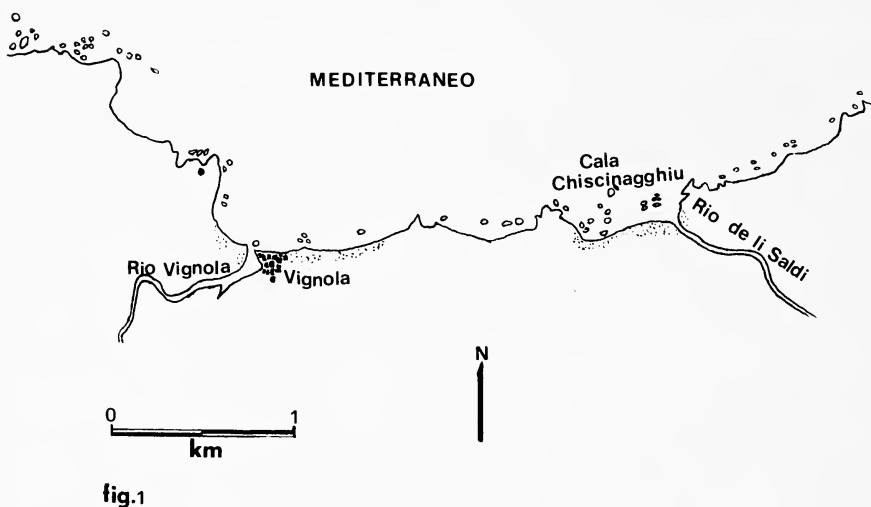 MEDITERRANEO
Cala
Chiscinagghiu
Rio de li Saldi
Rio Vignola
Vignola
N
0 1
km
fig.1